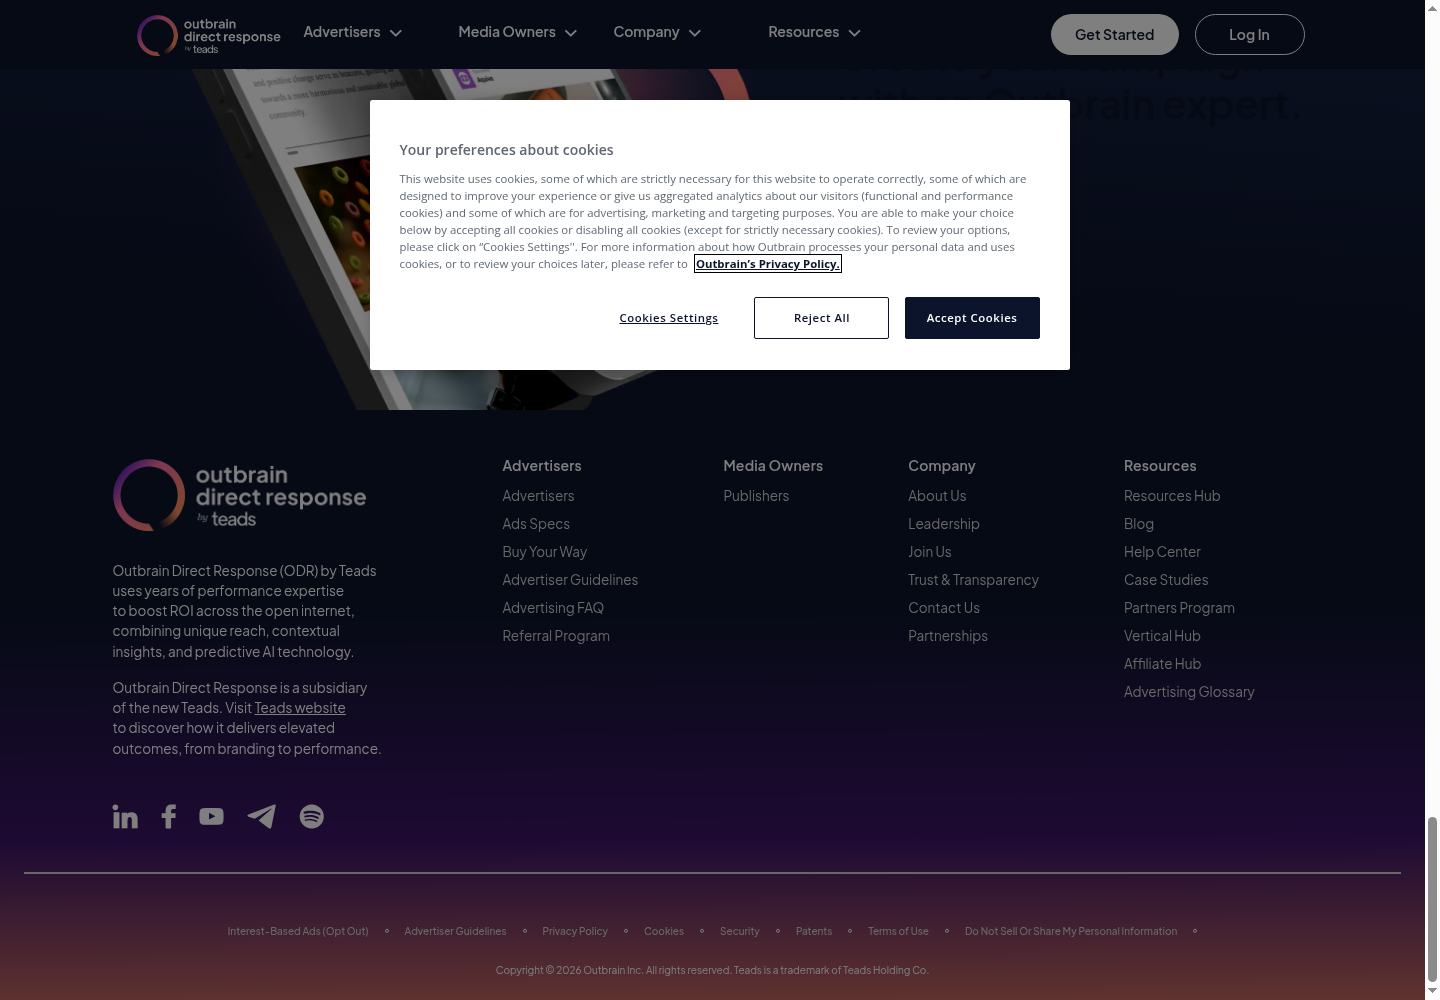 outbrain
direct response
by teads
Advertisers
Media Owners
Company
Resources
Get Started
Log In
brain expert.
Your preferences about cookies
This website uses cookies, some of which are strictly necessary for this website to operate correctly, some of which are
designed to improve your experience or give us aggregated analytics about our visitors (functional and performance
cookies) and some of which are for advertising, marketing and targeting purposes. You are able to make your choice
below by accepting all cookies or disabling all cookies (except for strictly necessary cookies). To review your options,
please click on “Cookies Settings''. For more information about how Outbrain processes your personal data and uses
cookies, or to review your choices later, please refer to Outbrain's Privacy Policy.
Cookies Settings
Reject All
Accept Cookies
outbrain
direct response
by teads
Outbrain Direct Response (ODR) by Teads
uses years of performance expertise
to boost ROI across the open internet,
combining unique reach, contextual
insights, and predictive AI technology.
Outbrain Direct Response is a subsidiary
of the new Teads. Visit Teads website
to discover how it delivers elevated
outcomes, from branding to performance.
Advertisers
Advertisers
Ads Specs
Buy Your Way
Advertiser Guidelines
Advertising FAQ
Referral Program
Media Owners
Publishers
Company
About Us
Leadership
Join Us
Trust & Transparency
Contact Us
Partnerships
Resources
Resources Hub
Blog
Help Center
Case Studies
Partners Program
Vertical Hub
Affiliate Hub
Advertising Glossary
Interest-Based Ads (Opt Out)
Advertiser Guidelines
Privacy Policy
Cookies
Security
Patents
Terms of Use
Do Not Sell Or Share My Personal Information
Copyright © 2026 Outbrain Inc. All rights reserved. Teads is a trademark of Teads Holding Co.